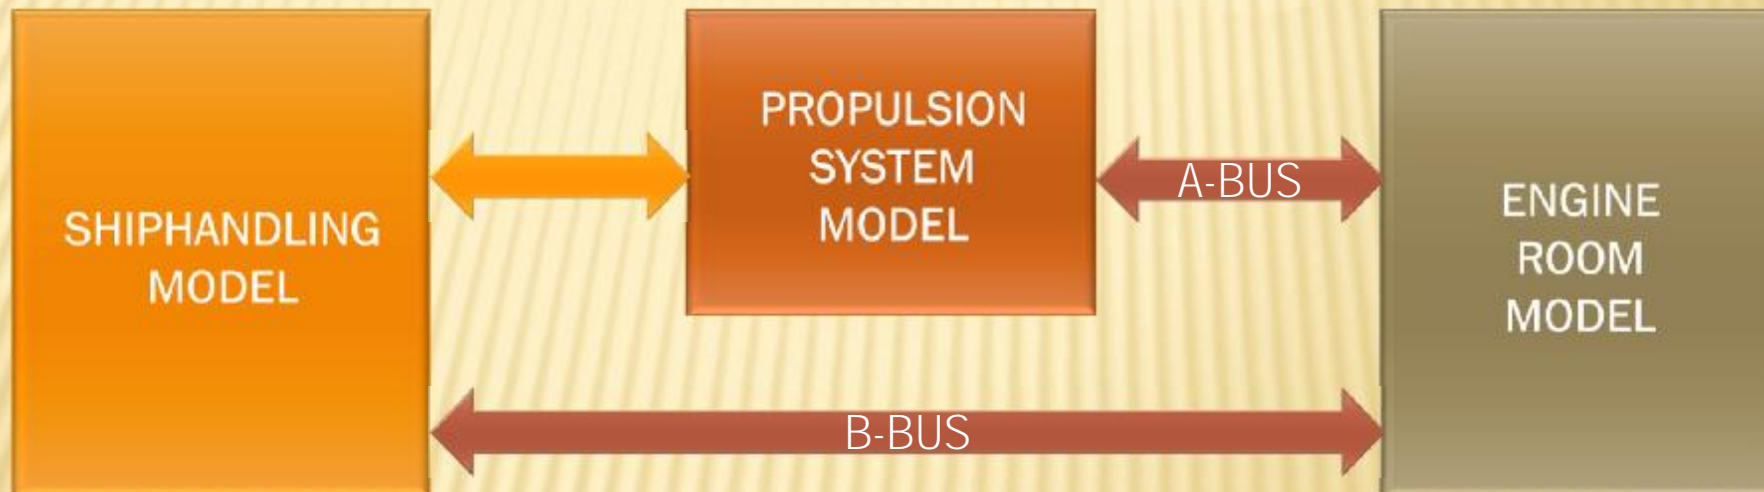 SHIPHANDLING
MODEL
PROPULSION
SYSTEM
MODEL
A-BUS
ENGINE
ROOM
MODEL
B-BUS